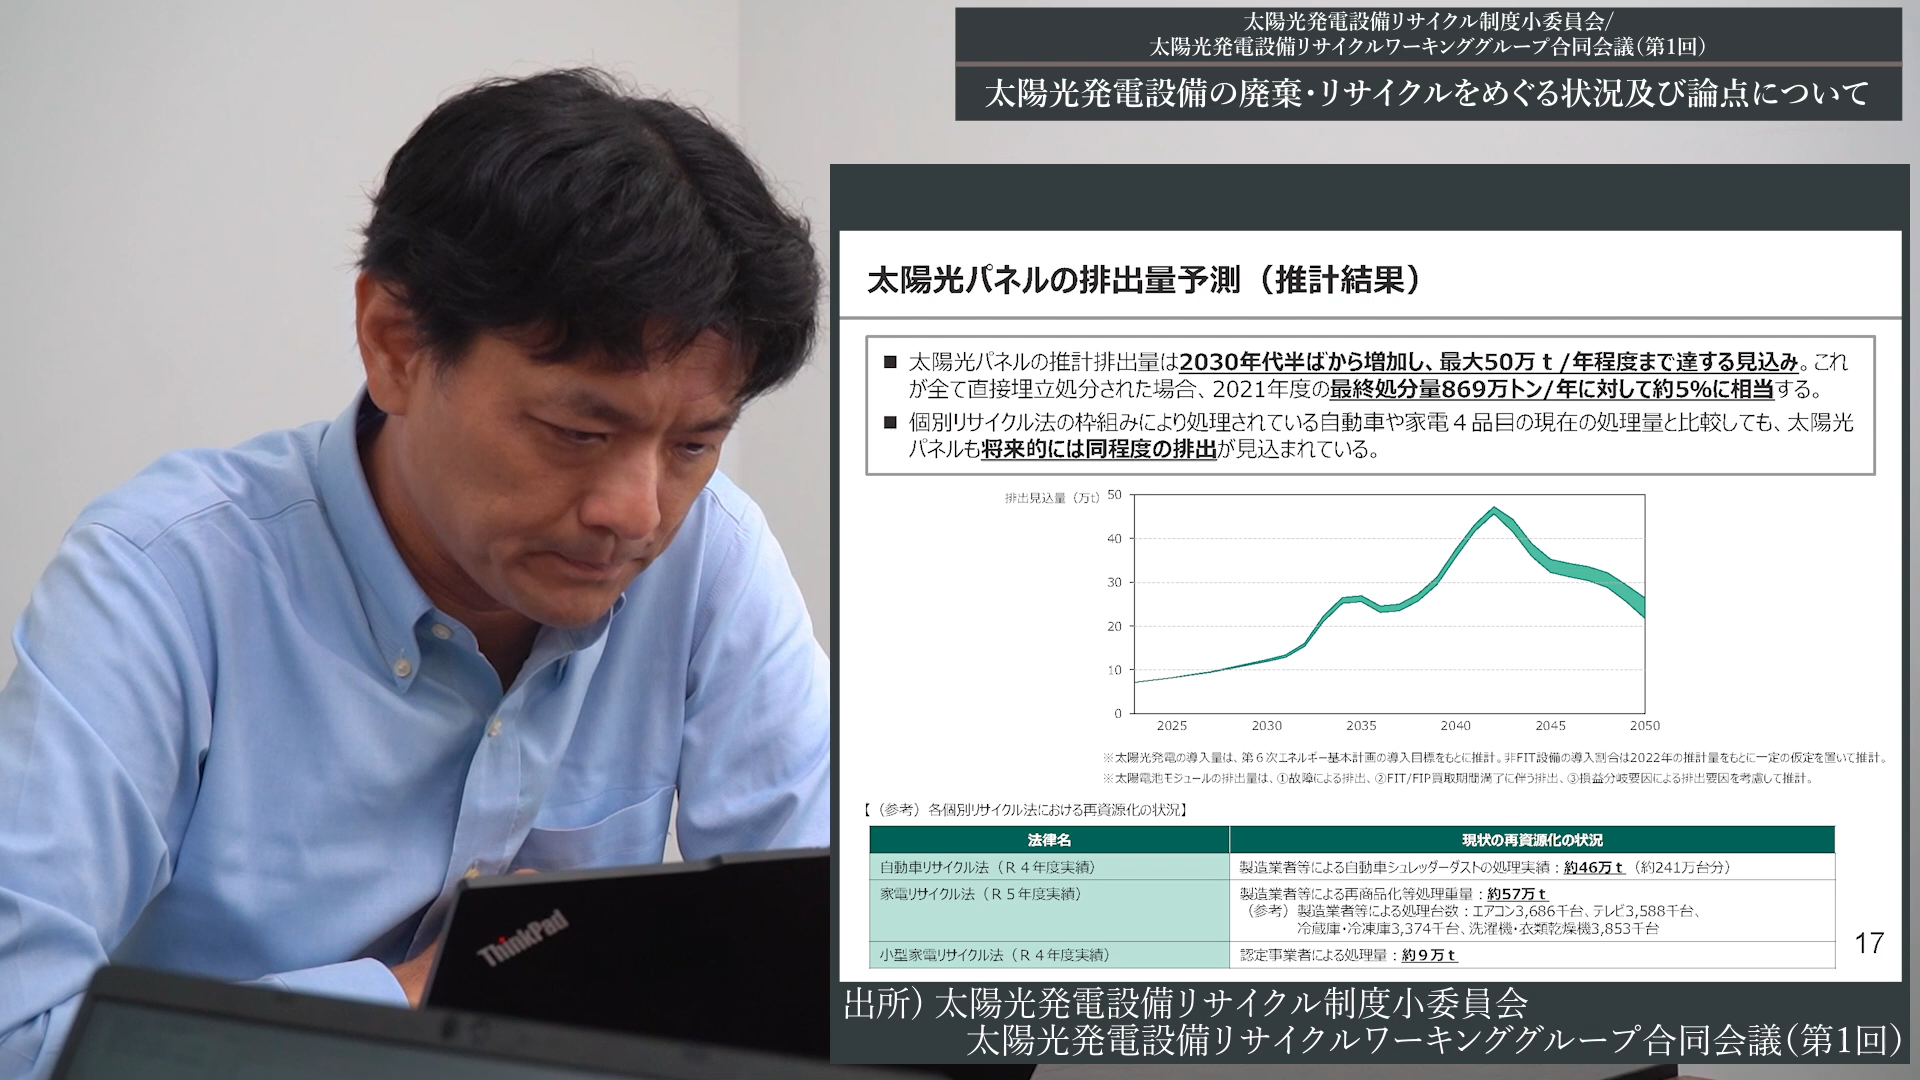 太陽光発電設備リサイクル制度小委員会/
太陽光発電設備リサイクルワーキンググループ合同会議(第1回)
太陽光発電設備の廃棄・リサイクルをめぐる状況及び論点について
太陽光パネルの排出量予測（推計結果）
■ 太陽光パネルの推計排出量は2030年代半ばから増加し、最大50万ｔ/年程度まで達する見込み。これ
が全て直接埋立処分された場合、2021年度の最終処分量869万トン/年に対して約5%に相当する。
■ 個別リサイクル法の枠組みにより処理されている自動車や家電４品目の現在の処理量と比較しても、太陽光
パネルも将来的には同程度の排出が見込まれている。
排出見込量（万t）
50
40
30
20
10
0
2025 2030 2035 2040 2045 2050
※太陽光発電の導入量は、第６次エネルギー基本計画の導入目標をもとに推計。非FIT設備の導入割合は2022年の推計量をもとに一定の仮定を置いて推計。
※太陽電池モジュールの排出量は、①故障による排出、②FIT/FIP買取期間満了に伴う排出、③損益分岐要因による排出要因を考慮して推計。
【（参考）各個別リサイクル法における再資源化の状況】
法律名 現状の再資源化の状況
自動車リサイクル法（Ｒ４年度実績） 製造業者等による自動車シュレッダーダストの処理実績：約46万ｔ（約241万台分）
家電リサイクル法（Ｒ５年度実績） 製造業者等による再商品化等処理重量：約57万ｔ
（参考）製造業者等による処理台数：エアコン3,686千台、テレビ3,588千台、
冷蔵庫・冷凍庫3,374千台、洗濯機・衣類乾燥機3,853千台
小型家電リサイクル法（Ｒ４年度実績） 認定事業者による処理量：約９万ｔ
17
ThinkPad
出所) 太陽光発電設備リサイクル制度小委員会
太陽光発電設備リサイクルワーキンググループ合同会議(第1回)